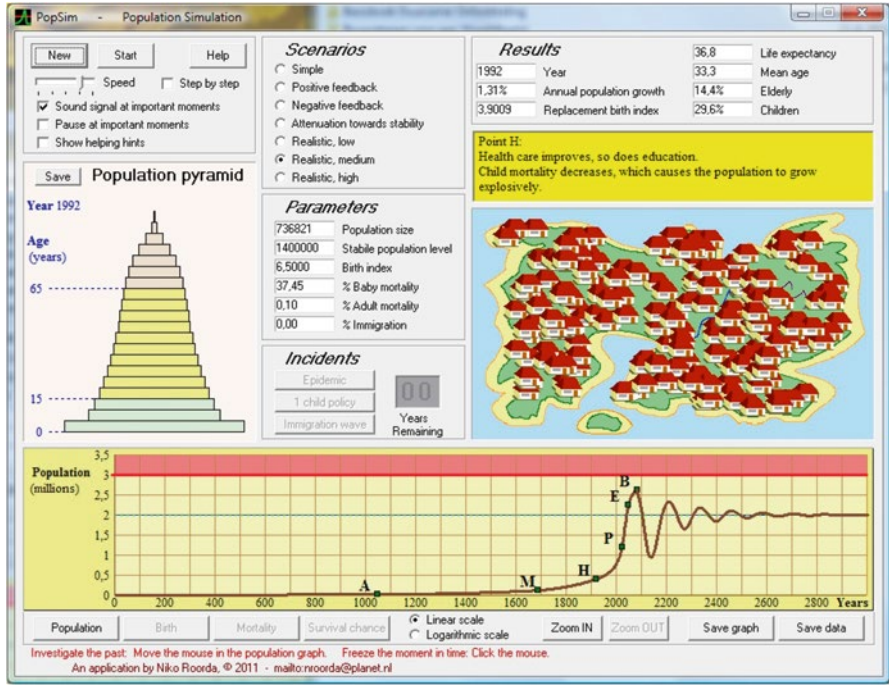 PopSim - Population Simulation
New Start Help
Speed Step by step
Sound signal at important moments
Pause at important moments
Show helping hints
Scenarios
Simple
Positive feedback
Negative feedback
Attenuation towards stability
Realistic, low
Realistic, medium
Realistic, high
Results
1992 Year
1,31% Annual population growth
3,9009 Replacement birth index
36,8 Life expectancy
33,3 Mean age
14,4% Elderly
29,6% Children
Point H:
Health care improves, so does education.
Child mortality decreases, which causes the population to grow
explosively.
Save Population pyramid
Year 1992
Age
(years)
65
15
0
Parameters
736821 Population size
1400000 Stabile population level
6,5000 Birth index
37,45 % Baby mortality
0,10 % Adult mortality
0,00 % Immigration
Incidents
Epidemic
1 child policy
Immigration wave
00
Years
Remaining
Population
(millions)
3,5
3
2,5
2
1,5
1
0,5
0
A M H P E B
0 200 400 600 800 1000 1200 1400 1600 1800 2000 2200 2400 2600 2800 Years
Population Birth Mortality Survival chance
Linear scale
Logarithmic scale
Zoom IN Zoom OUT Save graph Save data
Investigate the past: Move the mouse in the population graph. Freeze the moment in time: Click the mouse.
An application by Niko Roorda, © 2011 - mailto:nroorda@planet.nl